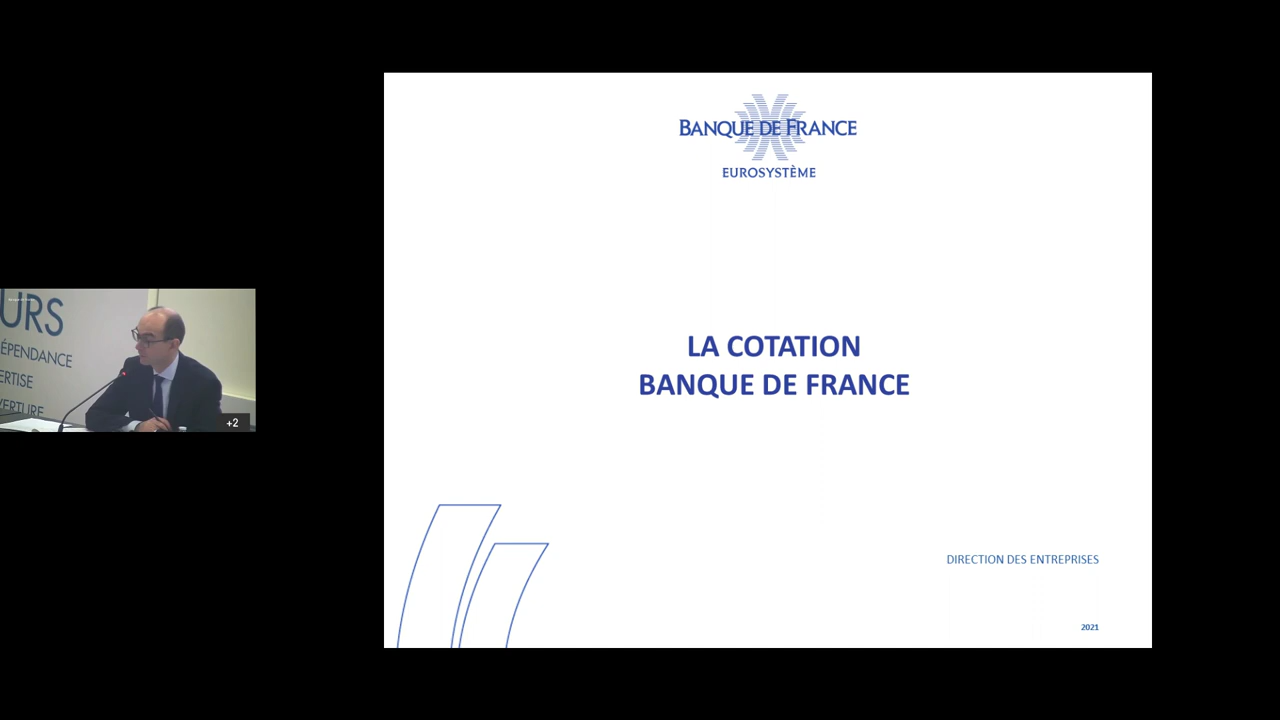 BANQUE DE FRANCE
EUROSYSTÈME
LA COTATION
BANQUE DE FRANCE
DIRECTION DES ENTREPRISES
2021
URS
ÉPENDANCE
ERTISE
VERTURE
+2